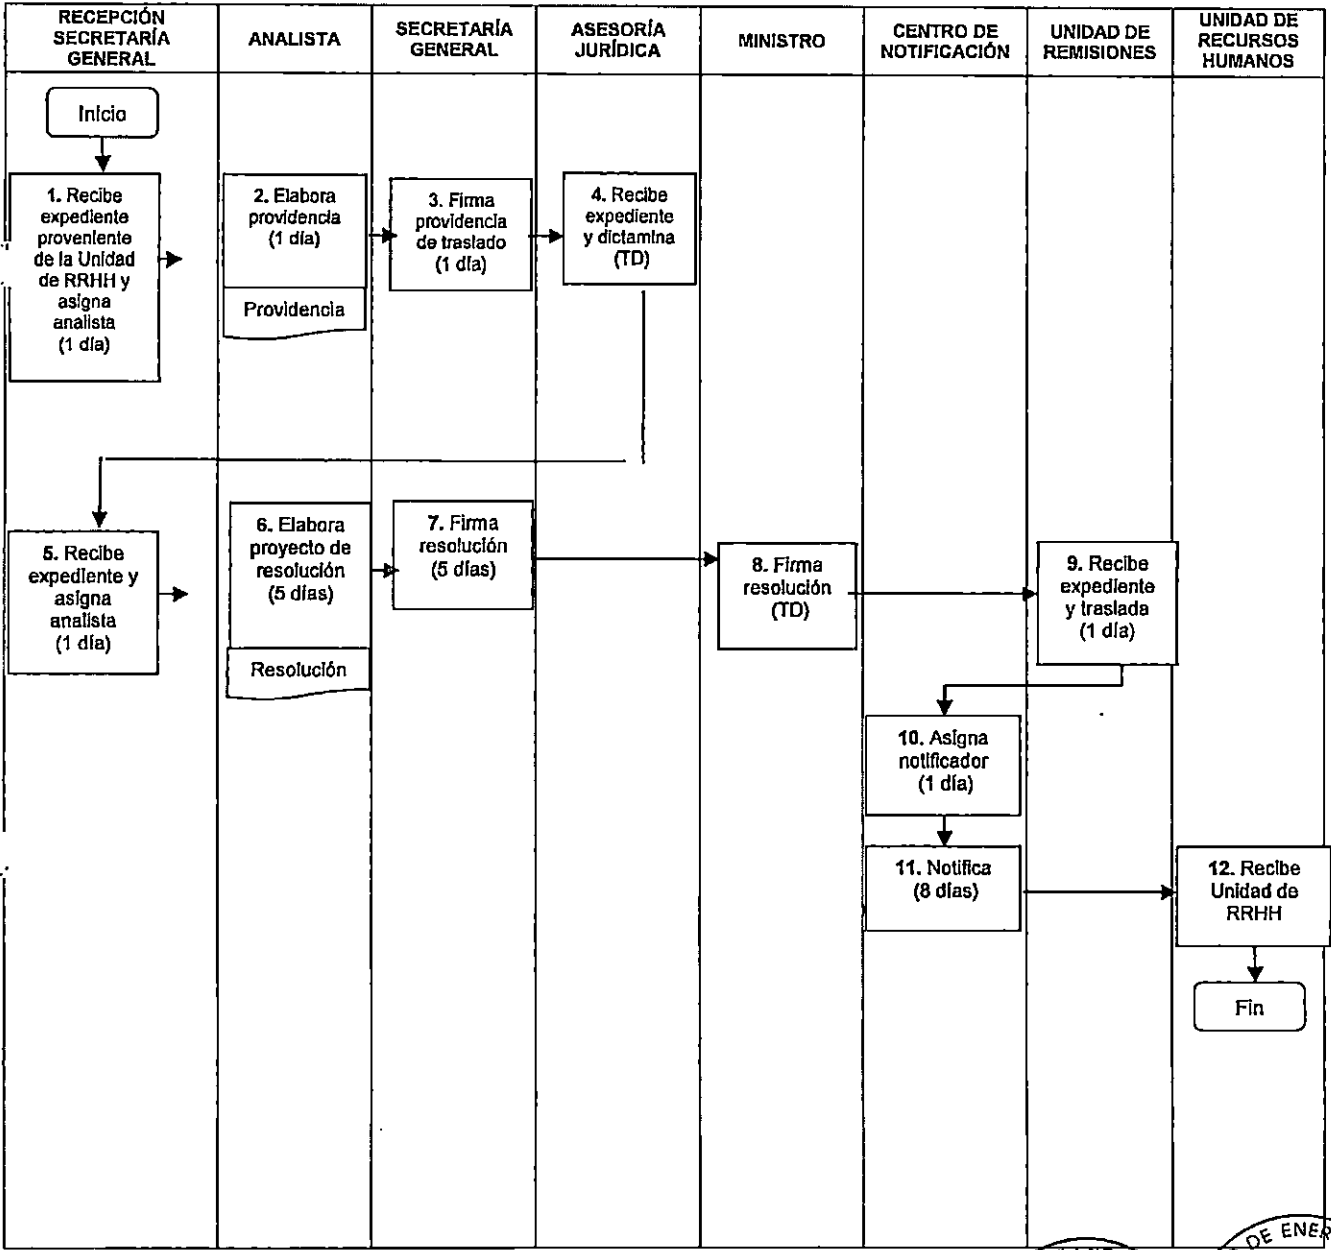 RECEPCIÓN
SECRETARÍA
GENERAL
ANALISTA
SECRETARÍA
GENERAL
ASESORÍA
JURÍDICA
MINISTRO
CENTRO DE
NOTIFICACIÓN
UNIDAD DE
REMISIONES
UNIDAD DE
RECURSOS
HUMANOS
Inicio
1. Recibe
expediente
proveniente
de la Unidad
de RRHH y
asigna
analista
(1 día)
2. Elabora
providencia
(1 día)
Providencia
3. Firma
providencia
de traslado
(1 día)
4. Recibe
expediente
y dictamina
(TD)
5. Recibe
expediente y
asigna
analista
(1 día)
6. Elabora
proyecto de
resolución
(5 días)
Resolución
7. Firma
resolución
(5 días)
8. Firma
resolución
(TD)
9. Recibe
expediente
y traslada
(1 día)
10. Asigna
notificador
(1 día)
11. Notifica
(8 días)
12. Recibe
Unidad de
RRHH
Fin
DE ENER